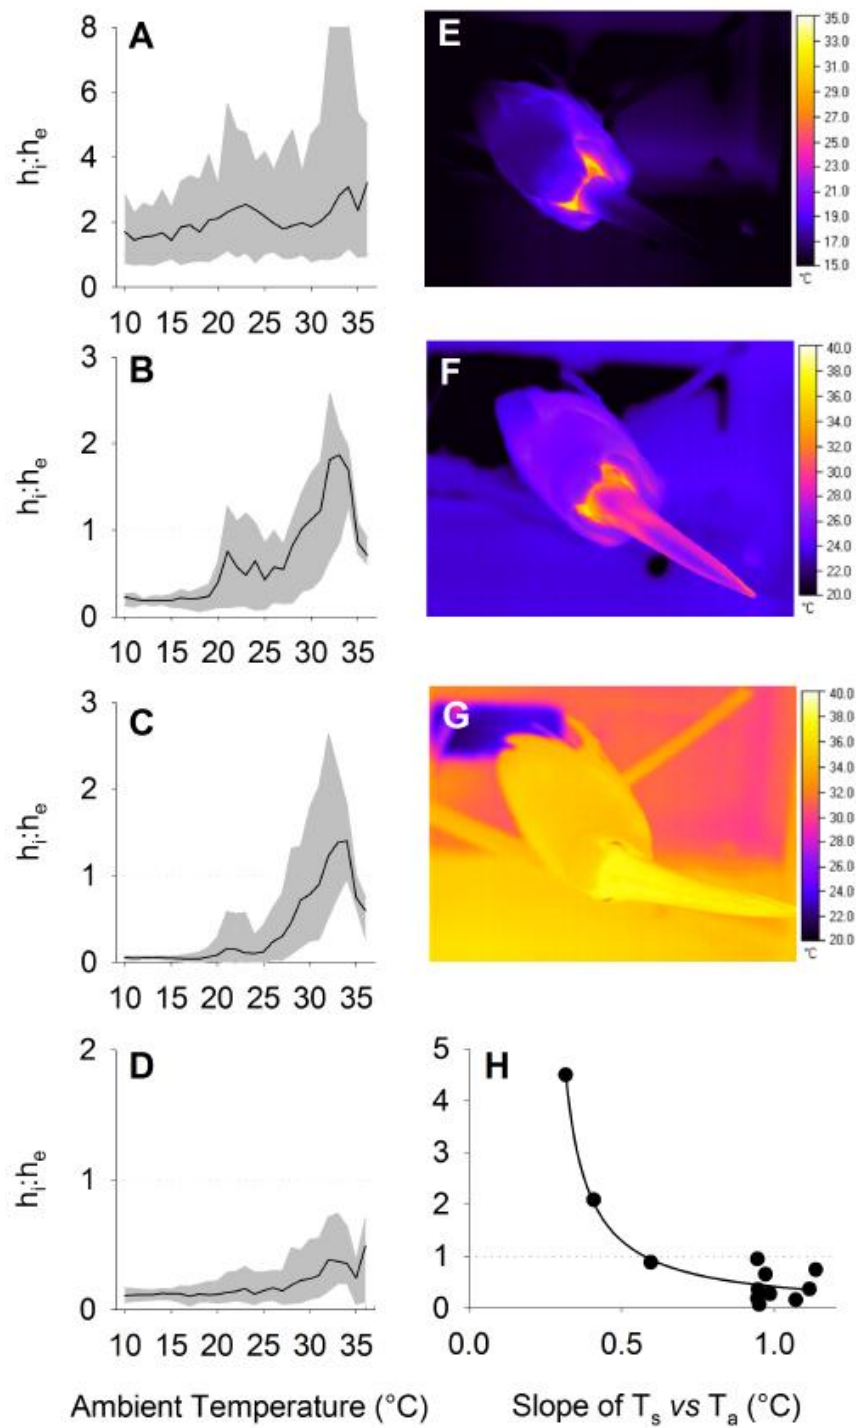 A
8
6
4
2
0
hi:he
10 15 20 25 30 35
B
3
2
1
0
hi:he
10 15 20 25 30 35
C
3
2
1
0
hi:he
10 15 20 25 30 35
D
2
1
0
hi:he
10 15 20 25 30 35
Ambient Temperature (°C)
E
35.0
33.0
31.0
29.0
27.0
25.0
23.0
21.0
19.0
17.0
15.0
°C
F
40.0
38.0
36.0
34.0
32.0
30.0
28.0
26.0
24.0
22.0
20.0
°C
G
40.0
38.0
36.0
34.0
32.0
30.0
28.0
26.0
24.0
22.0
20.0
°C
H
5
4
3
2
1
0
0.0 0.5 1.0
Slope of Ts vs Ta (°C)